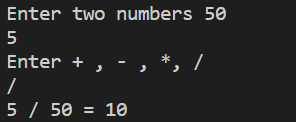 Enter two numbers 50
5
Enter + , - , *, /
/
5 / 50 = 10